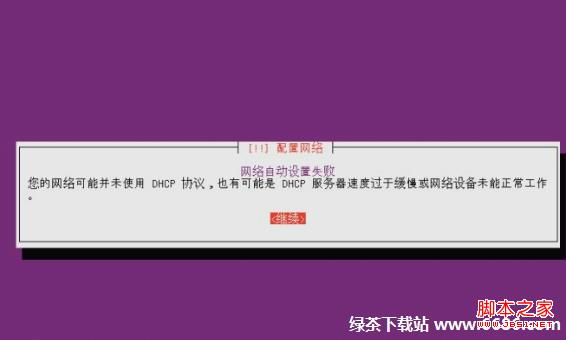 [!!] 配置网络
网络自动设置失败
您的网络可能并未使用 DHCP 协议，也有可能是 DHCP 服务器速度过于缓慢或网络设备未能正常工作
。
<继续>
脚本之家
绿茶下载站